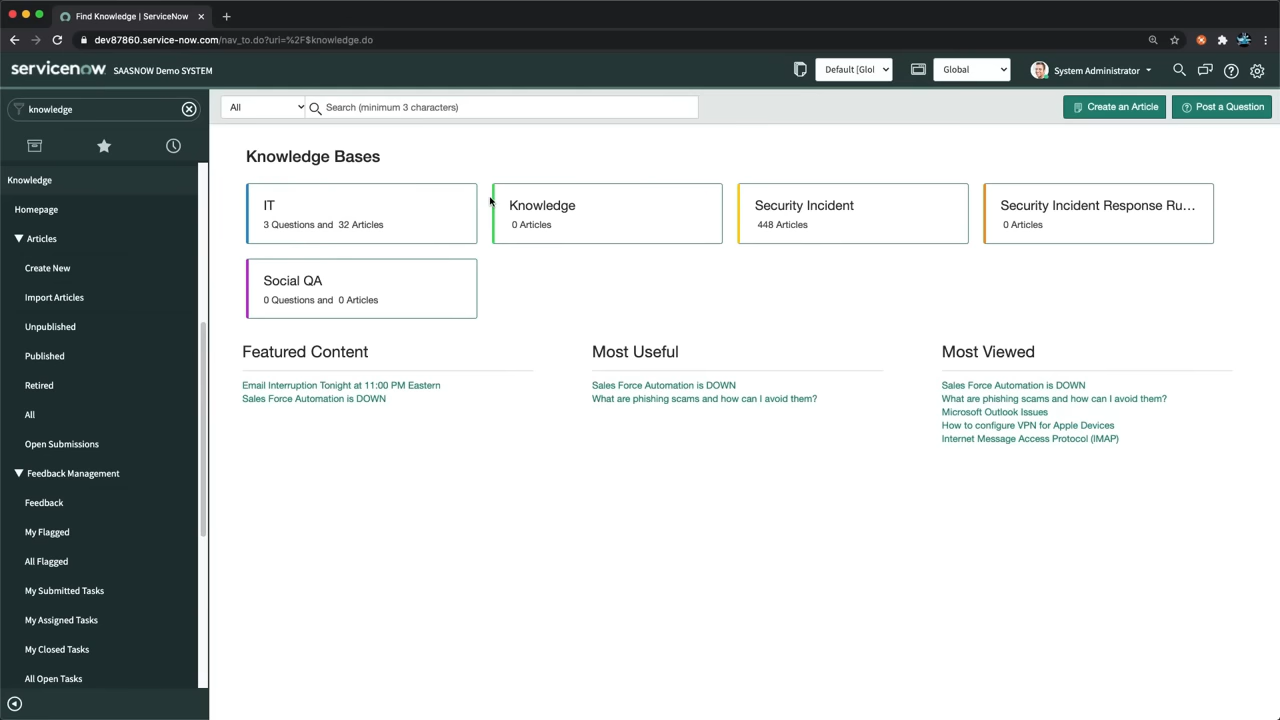 Find Knowledge | ServiceNow
dev87860.service-now.com/nav_to.do?uri=%2F$knowledge.do
servicenow SAASNOW Demo SYSTEM
Default [Glol
Global
System Administrator
knowledge
All
Search (minimum 3 characters)
Create an Article
Post a Question
Knowledge
Homepage
Articles
Create New
Import Articles
Unpublished
Published
Retired
All
Open Submissions
Feedback Management
Feedback
My Flagged
All Flagged
My Submitted Tasks
My Assigned Tasks
My Closed Tasks
All Open Tasks
Knowledge Bases
IT
3 Questions and 32 Articles
Knowledge
0 Articles
Security Incident
448 Articles
Security Incident Response Ru...
0 Articles
Social QA
0 Questions and 0 Articles
Featured Content
Email Interruption Tonight at 11:00 PM Eastern
Sales Force Automation is DOWN
Most Useful
Sales Force Automation is DOWN
What are phishing scams and how can I avoid them?
Most Viewed
Sales Force Automation is DOWN
What are phishing scams and how can I avoid them?
Microsoft Outlook Issues
How to configure VPN for Apple Devices
Internet Message Access Protocol (IMAP)